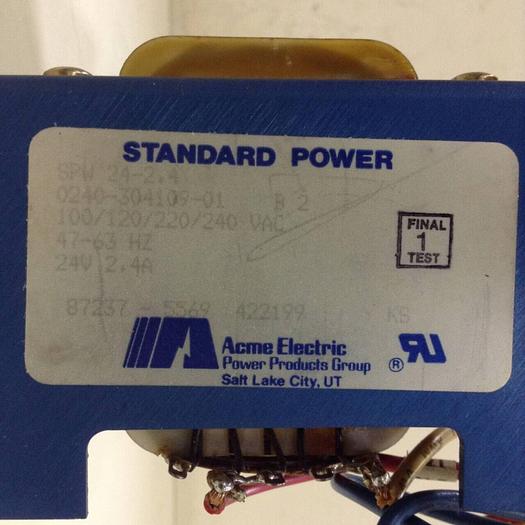 STANDARD POWER
SPW 24-2.4
0240-304109-01 B 2
100/120/220/240 VAC
47-63 HZ
24V 2.4A
FINAL
1
TEST
87237 - 5569 422199 KS
Acme Electric
Power Products Group ®
Salt Lake City, UT